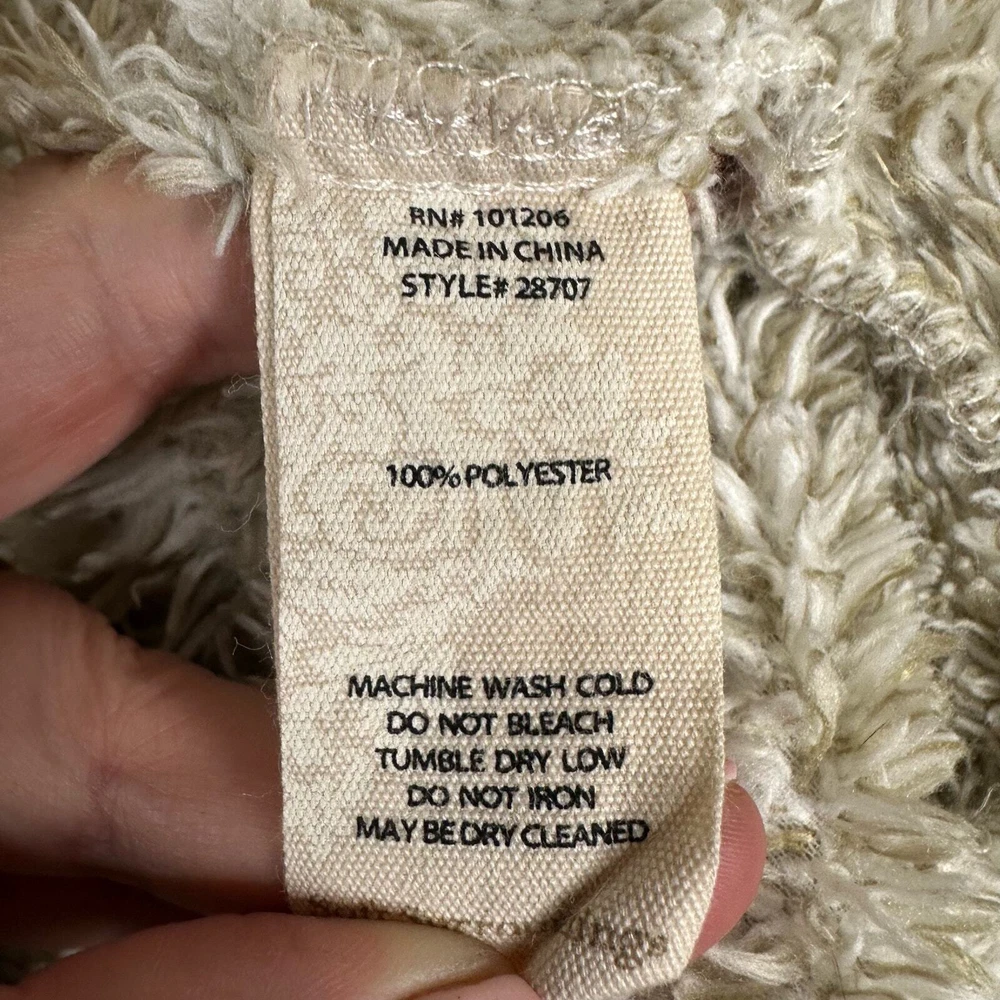 RN# 101206
MADE IN CHINA
STYLE# 28707
100% POLYESTER
MACHINE WASH COLD
DO NOT BLEACH
TUMBLE DRY LOW
DO NOT IRON
MAY BE DRY CLEANED